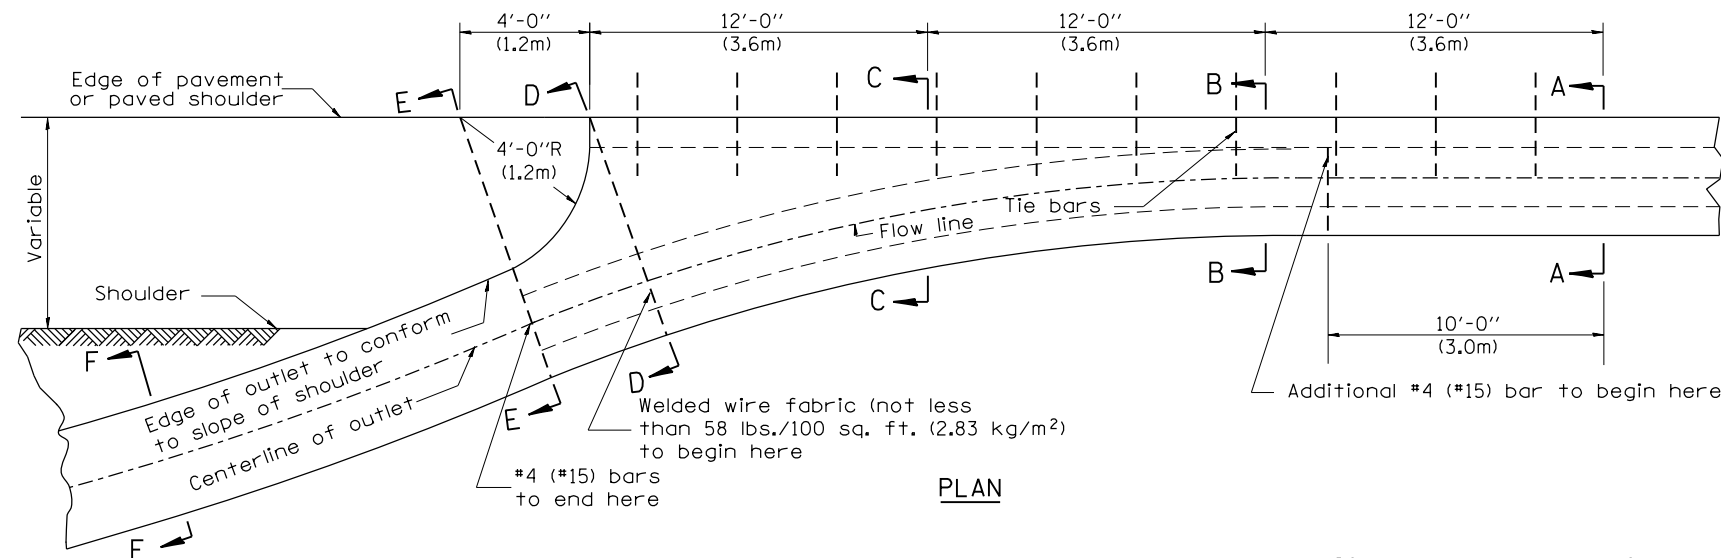 4'-0"
(1.2m)
12'-0"
(3.6m)
12'-0"
(3.6m)
12'-0"
(3.6m)
Edge of pavement
or paved shoulder
E
D
C
B
A
4'-0"R
(1.2m)
Variable
Tie bars
Flow line
Shoulder
B
A
C
10'-0"
(3.0m)
F
D
E
Edge of outlet to conform
to slope of shoulder
Centerline of outlet
Additional #4 (#15) bar to begin here
Welded wire fabric (not less
than 58 lbs./100 sq. ft. (2.83 kg/m²)
to begin here
#4 (#15) bars
to end here
PLAN
F